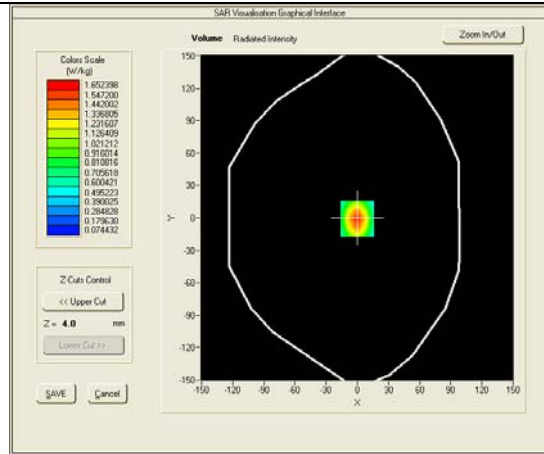 SAR Visualisation Graphical Interface
Volume Radiated Intensity
Zoom In/Out
Colors Scale
(W/kg)
1.652398
1.547200
1.442002
1.336805
1.231607
1.126409
1.021212
0.916014
0.810816
0.705618
0.600421
0.495223
0.390025
0.284828
0.179630
0.074432
Z-Cuts Control
<< Upper Cut
Z = 4.0 mm
Lower Cut >>
SAVE Cancel
150-
120-
90-
60-
30-
0-
-30-
-60-
-90-
-120-
-150-
Y
-150 -120 -90 -60 -30 0 30 60 90 120 150
X